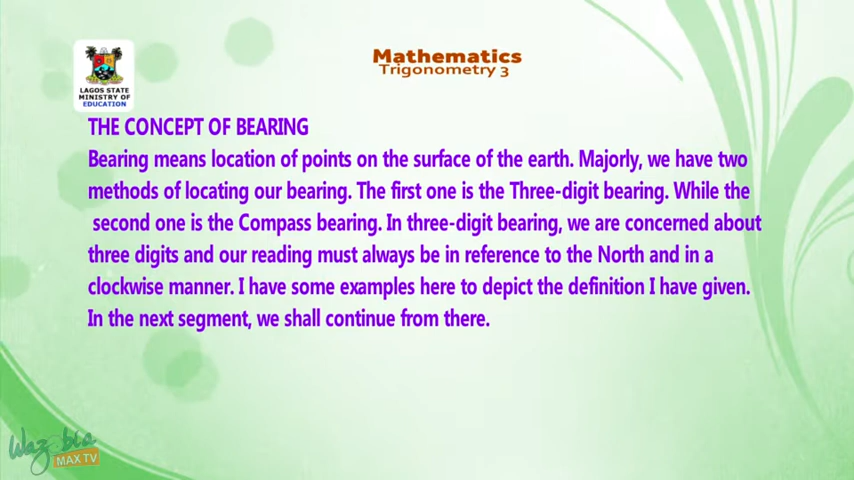 Mathematics
Trigonometry 3
LAGOS STATE
MINISTRY OF
EDUCATION
THE CONCEPT OF BEARING
Bearing means location of points on the surface of the earth. Majorly, we have two
methods of locating our bearing. The first one is the Three-digit bearing. While the
second one is the Compass bearing. In three-digit bearing, we are concerned about
three digits and our reading must always be in reference to the North and in a
clockwise manner. I have some examples here to depict the definition I have given.
In the next segment, we shall continue from there.
Wazobia
MAX TV